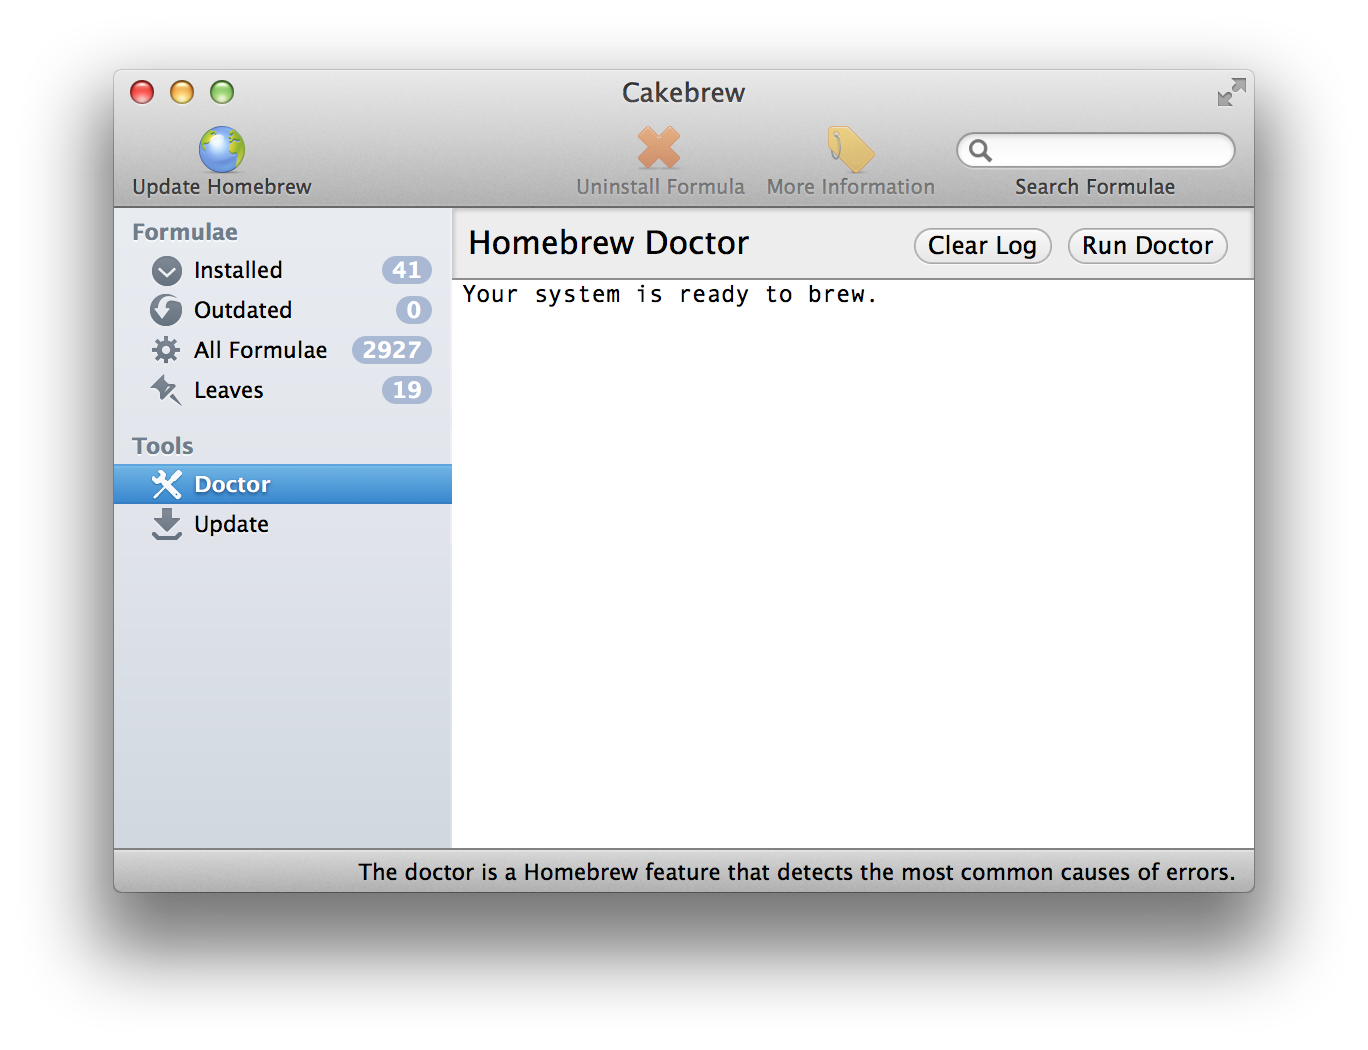 Cakebrew
Update Homebrew
Uninstall Formula
More Information
Search Formulae
Formulae
Installed 41
Outdated 0
All Formulae 2927
Leaves 19
Tools
Doctor
Update
Homebrew Doctor
Clear Log
Run Doctor
Your system is ready to brew.
The doctor is a Homebrew feature that detects the most common causes of errors.